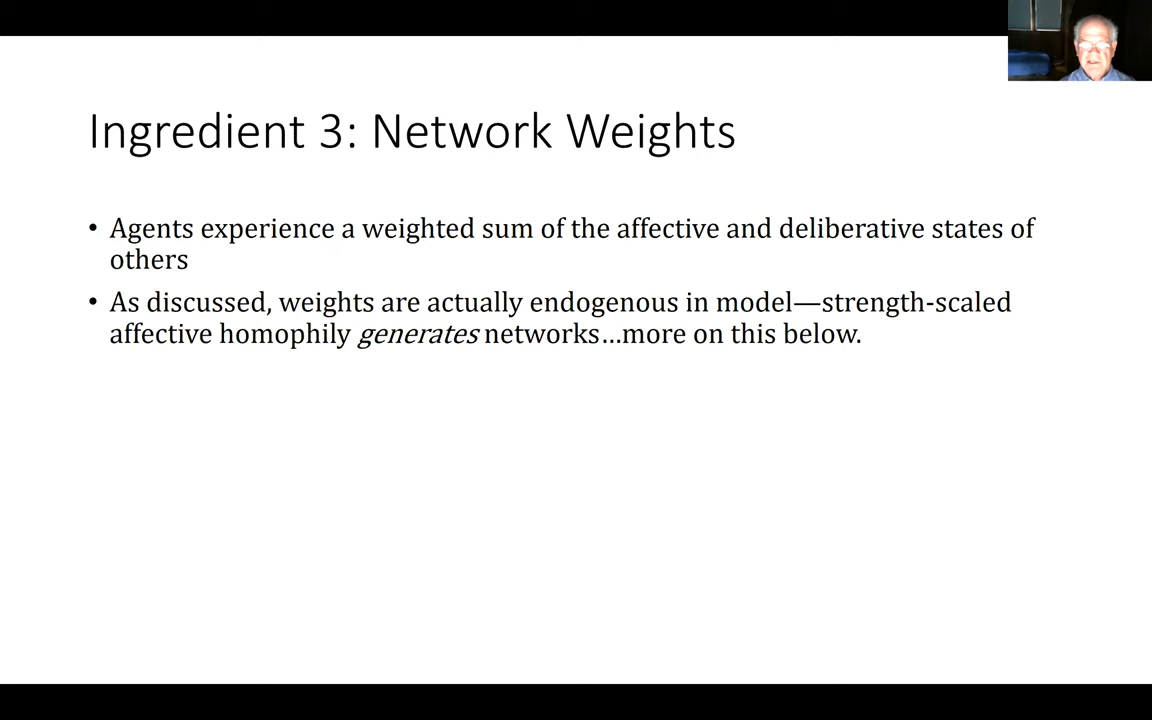 Ingredient 3: Network Weights
• Agents experience a weighted sum of the affective and deliberative states of
others
• As discussed, weights are actually endogenous in model—strength-scaled
affective homophily generates networks…more on this below.